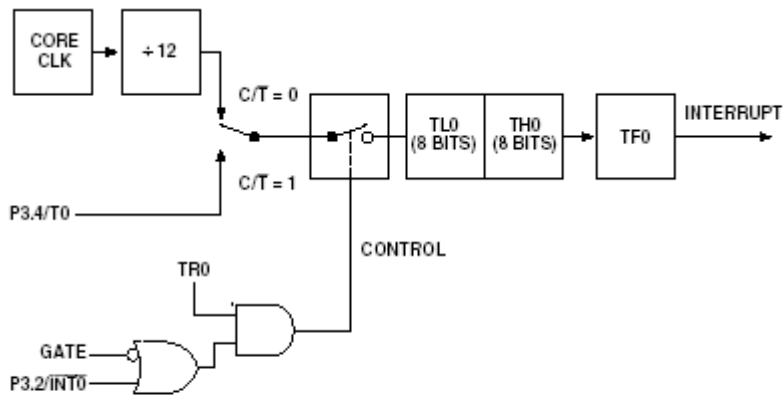 CORE
CLK
÷ 12
C/T̅ = 0
C/T̅ = 1
TL0
(8 BITS)
TH0
(8 BITS)
TF0
INTERRUPT
P3.4/T0
CONTROL
TR0
GATE
P3.2/I̅N̅T̅0̅